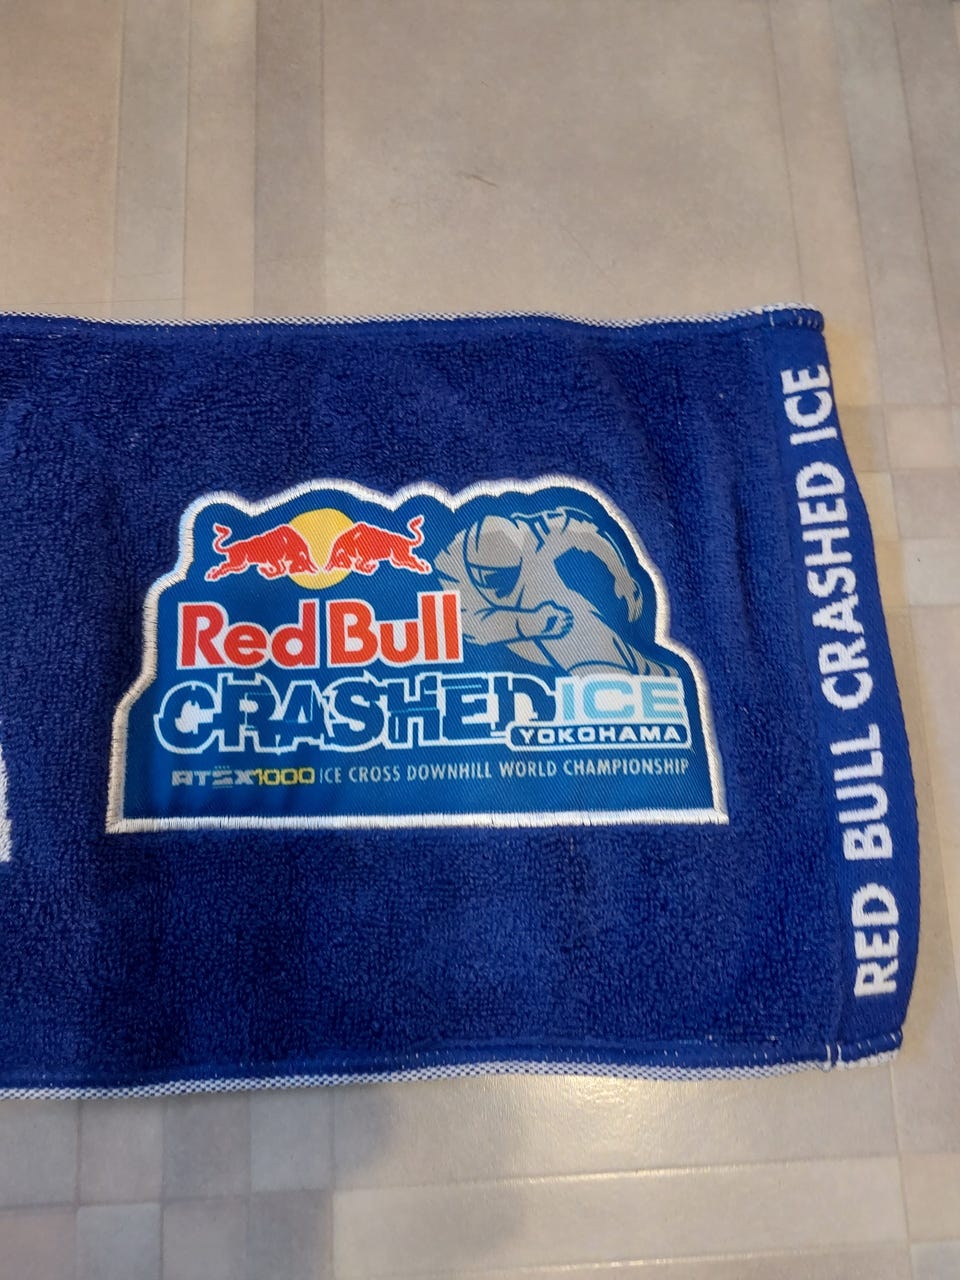 Red Bull
CRASHED ICE
YOKOHAMA
ATSX1000 ICE CROSS DOWNHILL WORLD CHAMPIONSHIP
RED BULL CRASHED ICE